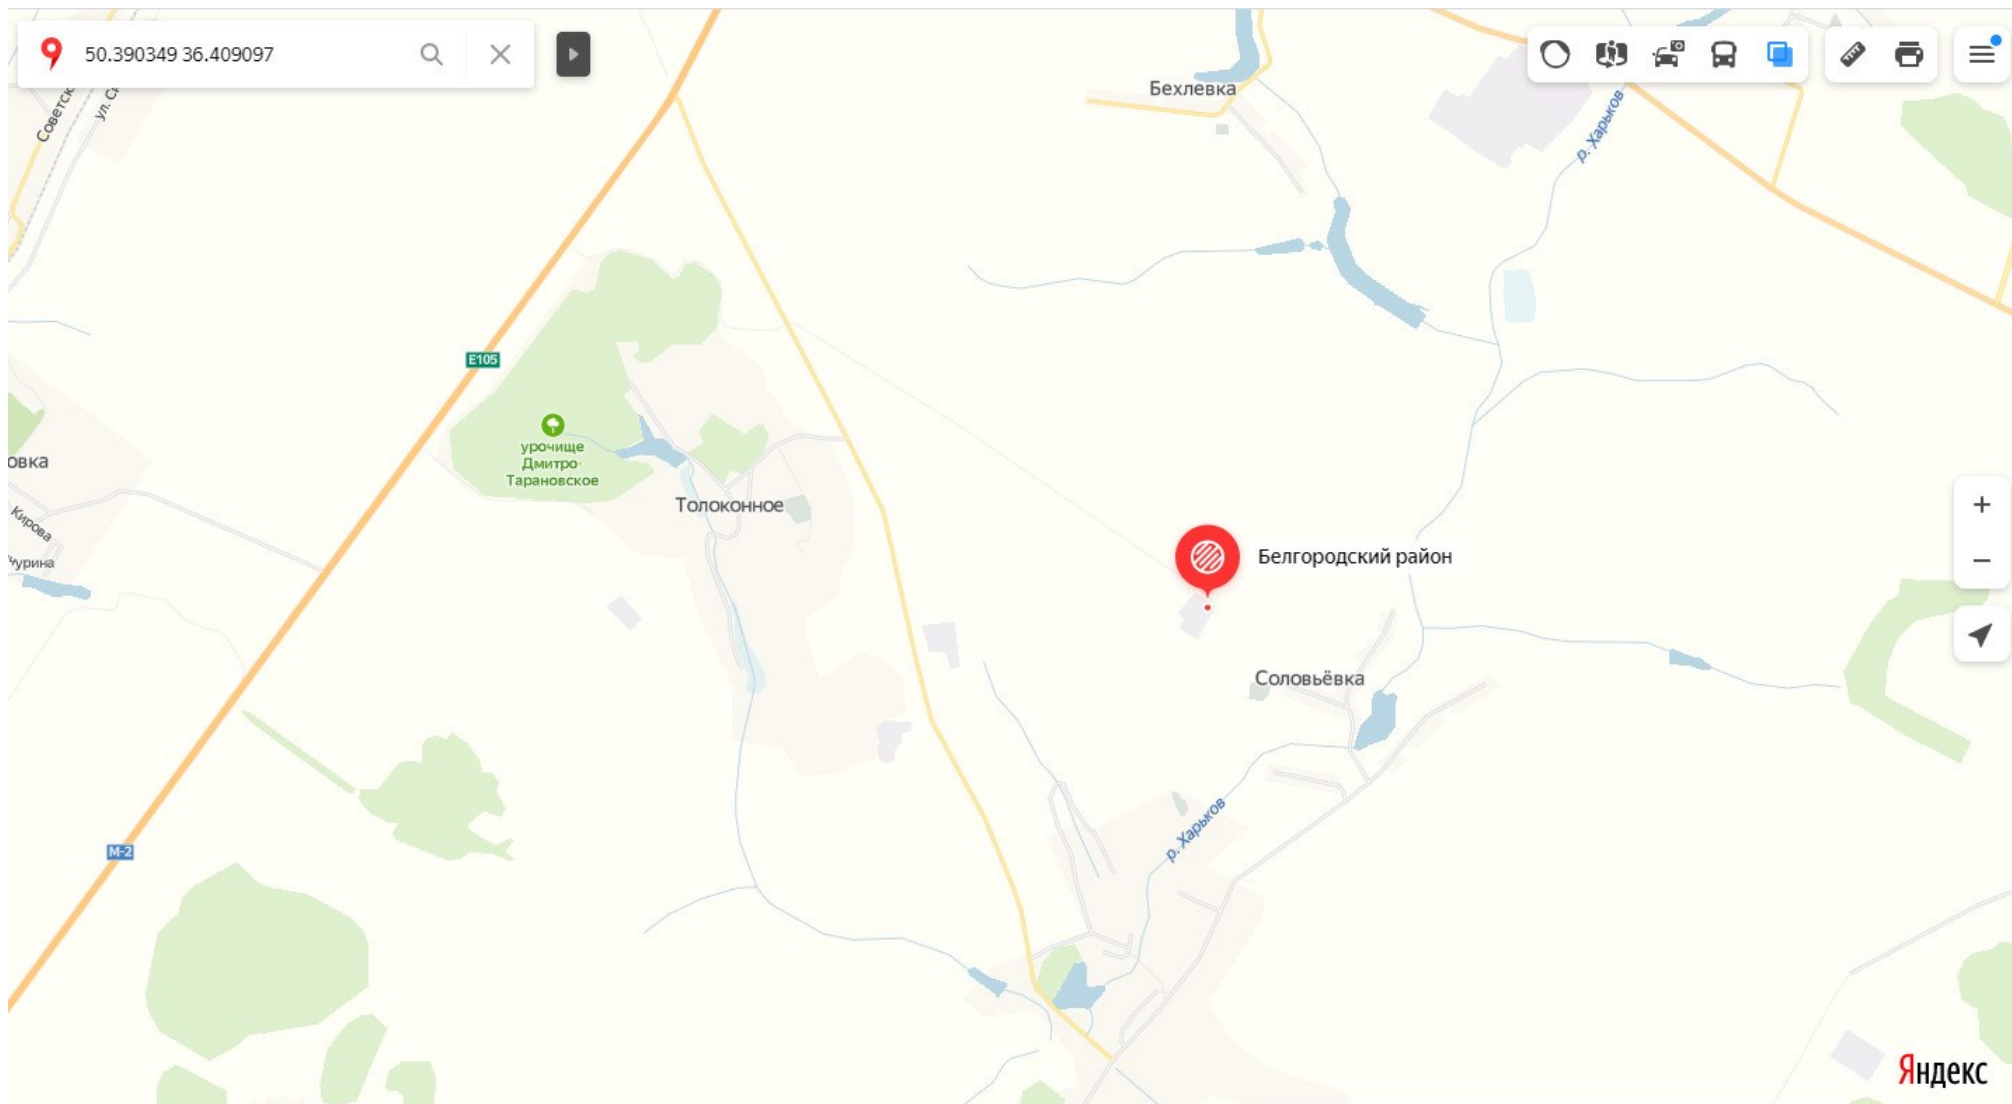 50.390349 36.409097
Бехлевка
р. Харьков
E105
урочище
Дмитро-
Тарановское
овка
Толоконное
Кирова
Белгородский район
Соловьёвка
р. Харьков
М-2
Яндекс